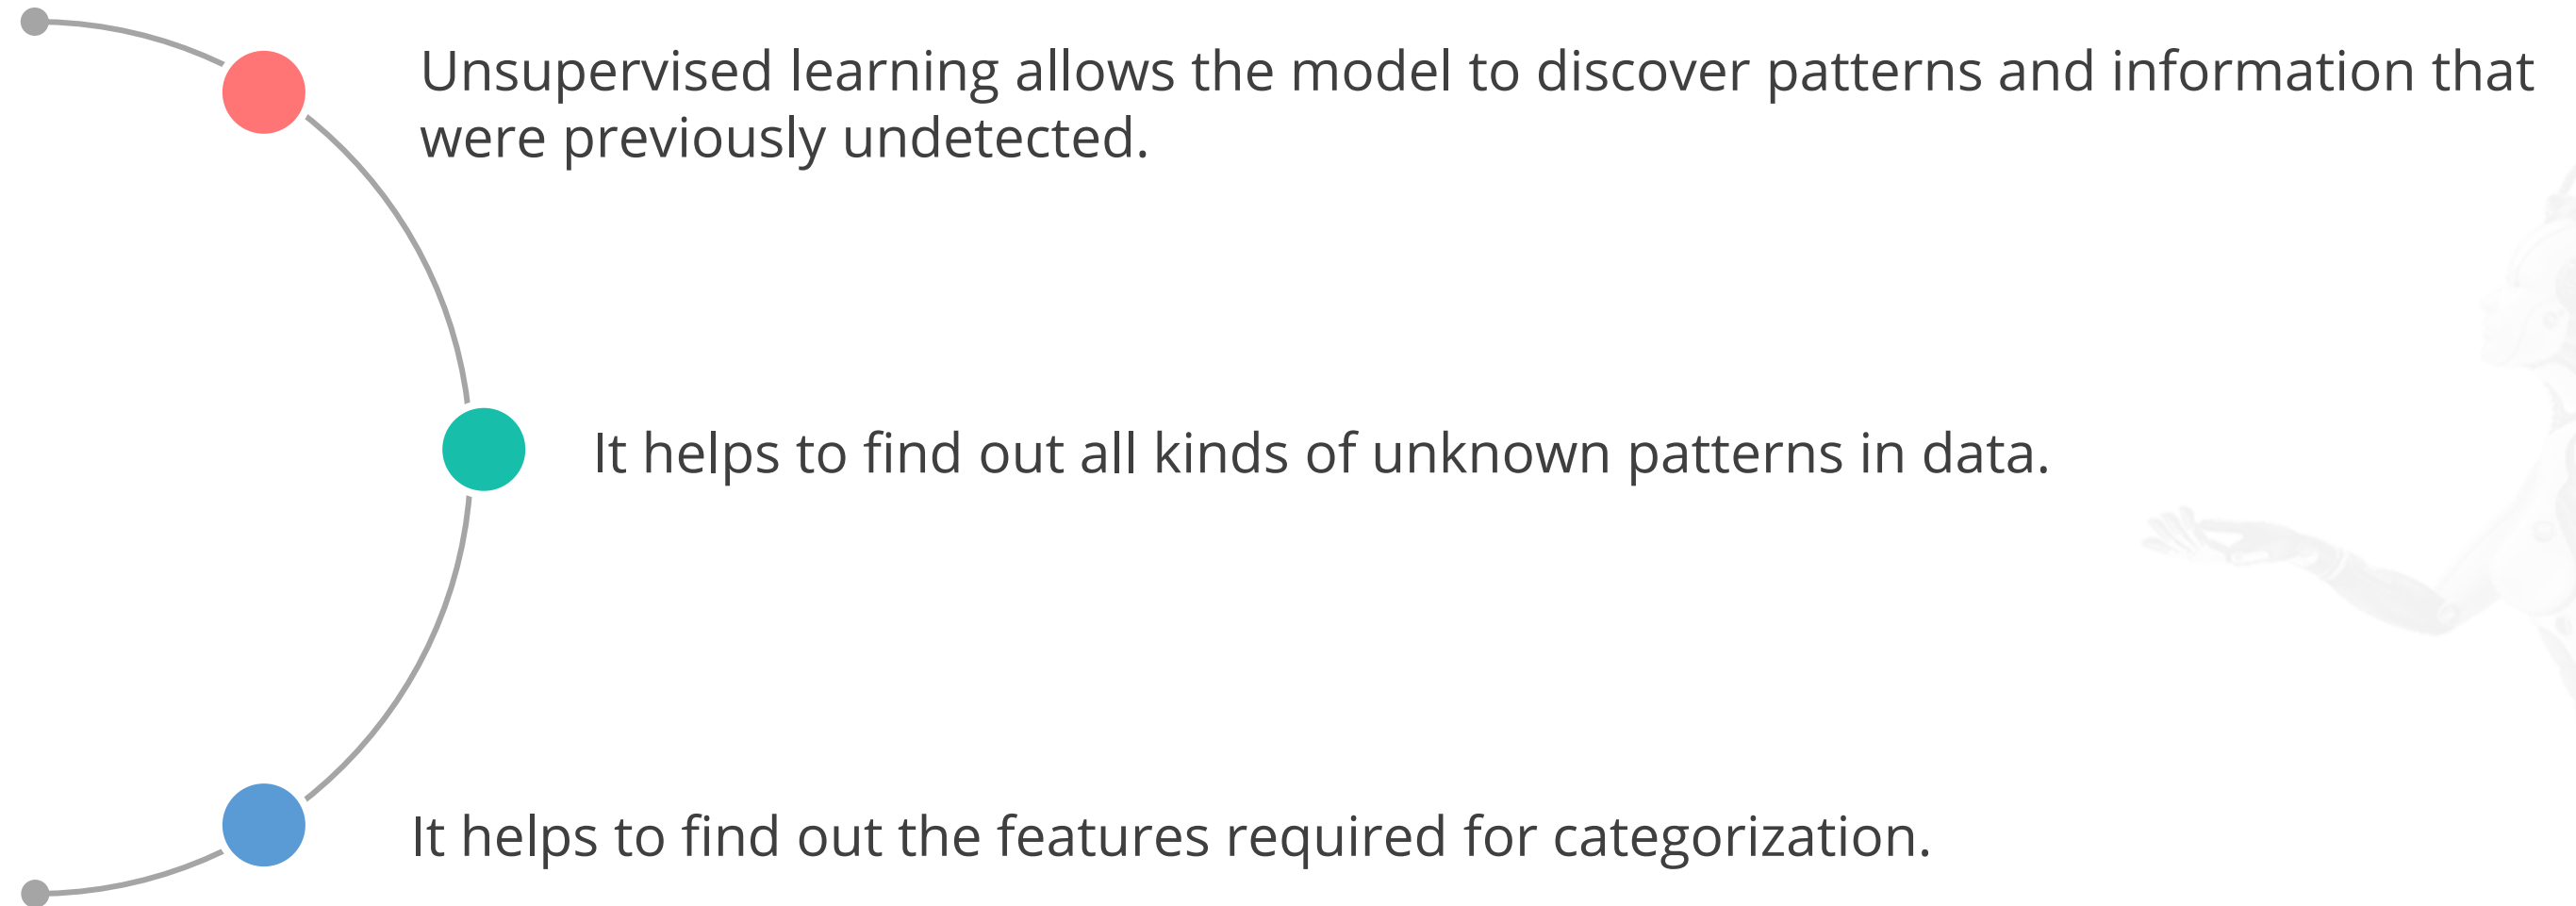 Unsupervised learning allows the model to discover patterns and information that
were previously undetected.
It helps to find out all kinds of unknown patterns in data.
It helps to find out the features required for categorization.